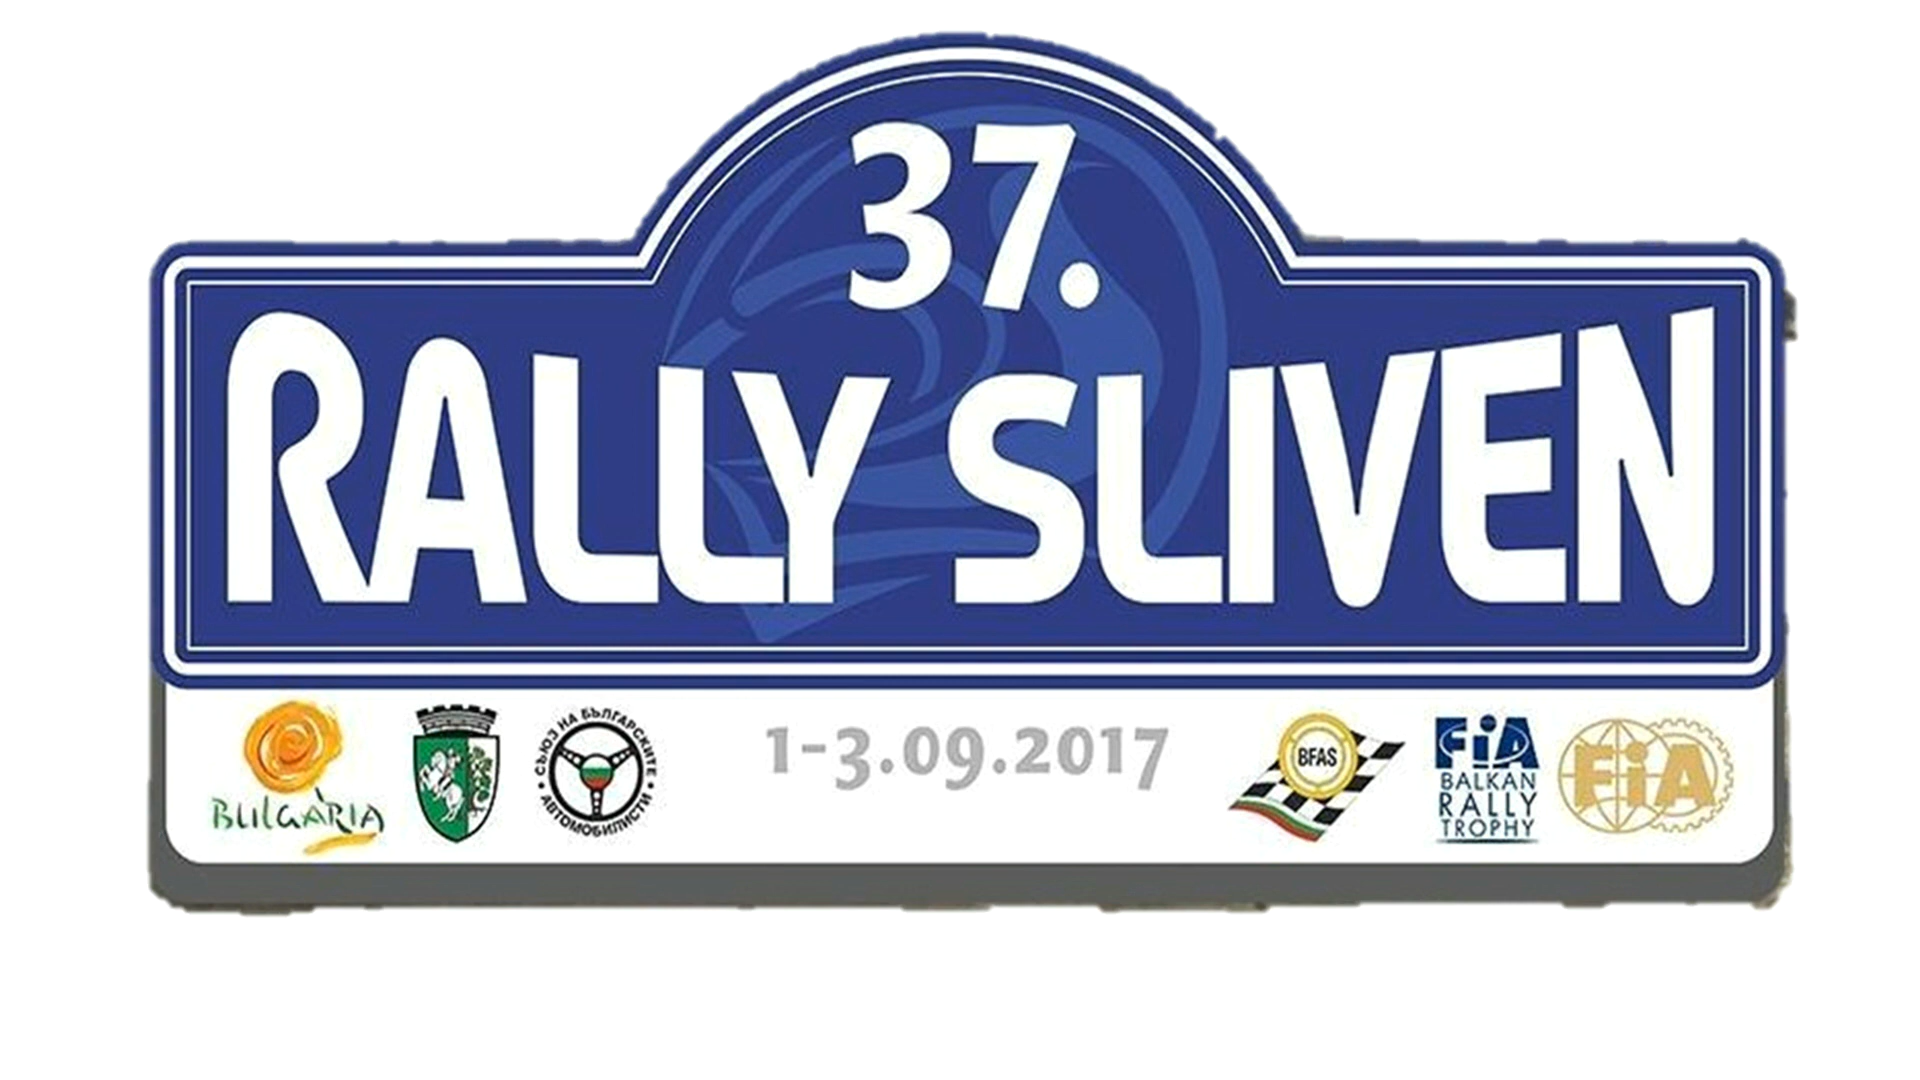 37.
RALLY SLIVEN
BULGARIA
СЪЮЗ НА БЪЛГАРСКИТЕ
• АВТОМОБИЛИСТИ •
1-3.09.2017
BFAS
FiA
BALKAN
RALLY
TROPHY
FiA